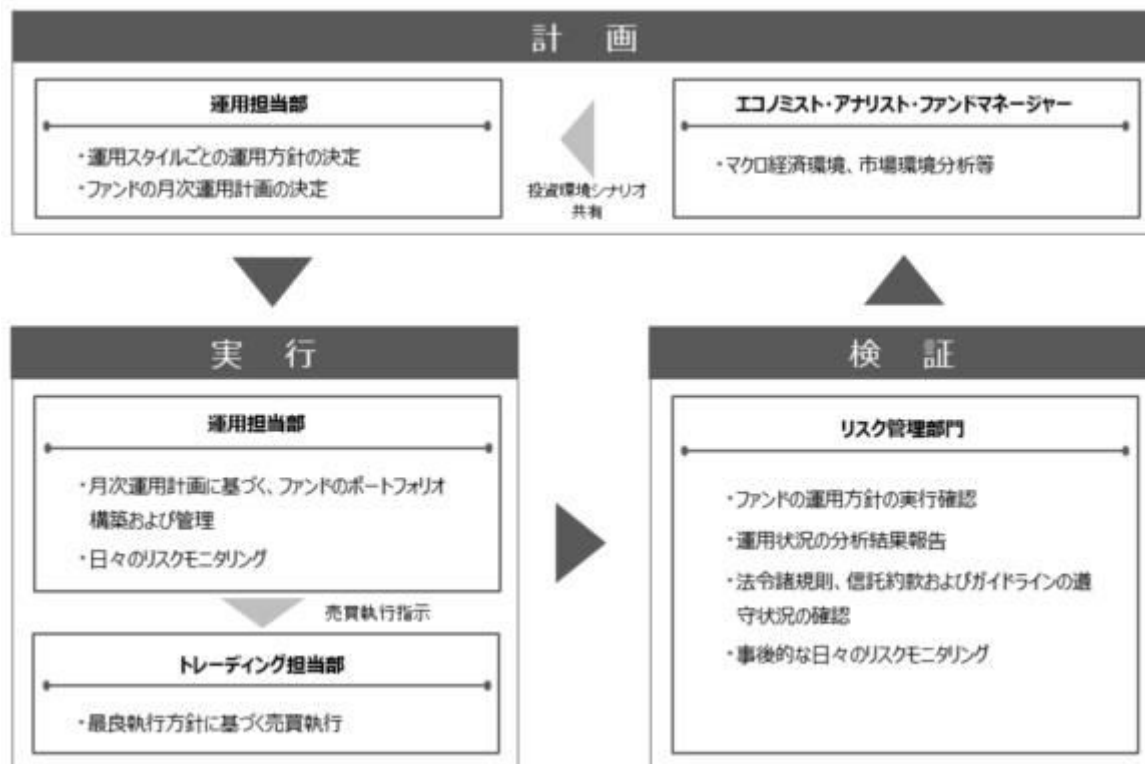 計 画
運用担当部
・運用スタイルごとの運用方針の決定
・ファンドの月次運用計画の決定
投資環境シナリオ
共有
エコノミスト・アナリスト・ファンドマネージャー
・マクロ経済環境、市場環境分析等
実 行
運用担当部
・月次運用計画に基づく、ファンドのポートフォリオ
構築および管理
・日々のリスクモニタリング
売買執行指示
トレーディング担当部
・最良執行方針に基づく売買執行
検 証
リスク管理部門
・ファンドの運用方針の実行確認
・運用状況の分析結果報告
・法令諸規則、信託約款およびガイドラインの遵
守状況の確認
・事後的な日々のリスクモニタリング